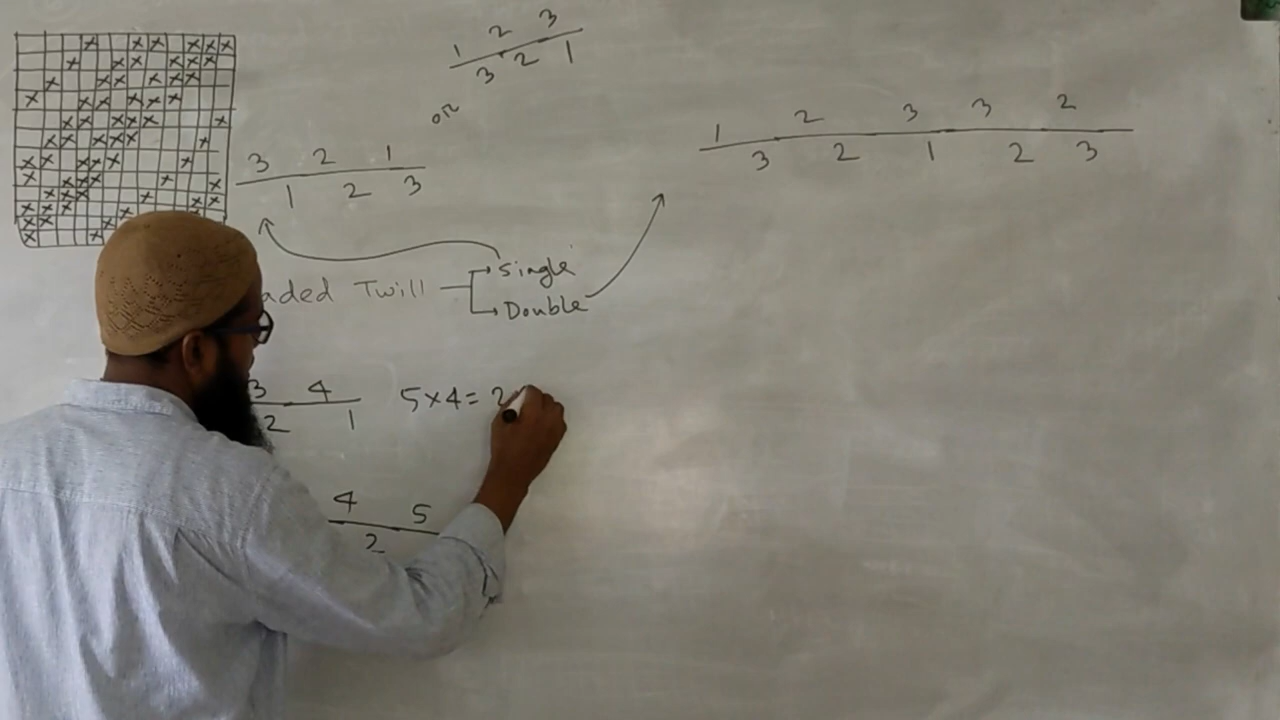 1 2 3
3 2 1
or
3 2 1
1 2 3
1 2 3 3 2
3 2 1 2 3
aded Twill
Single
Double
3 4
2 1
5×4= 2
4 5
2